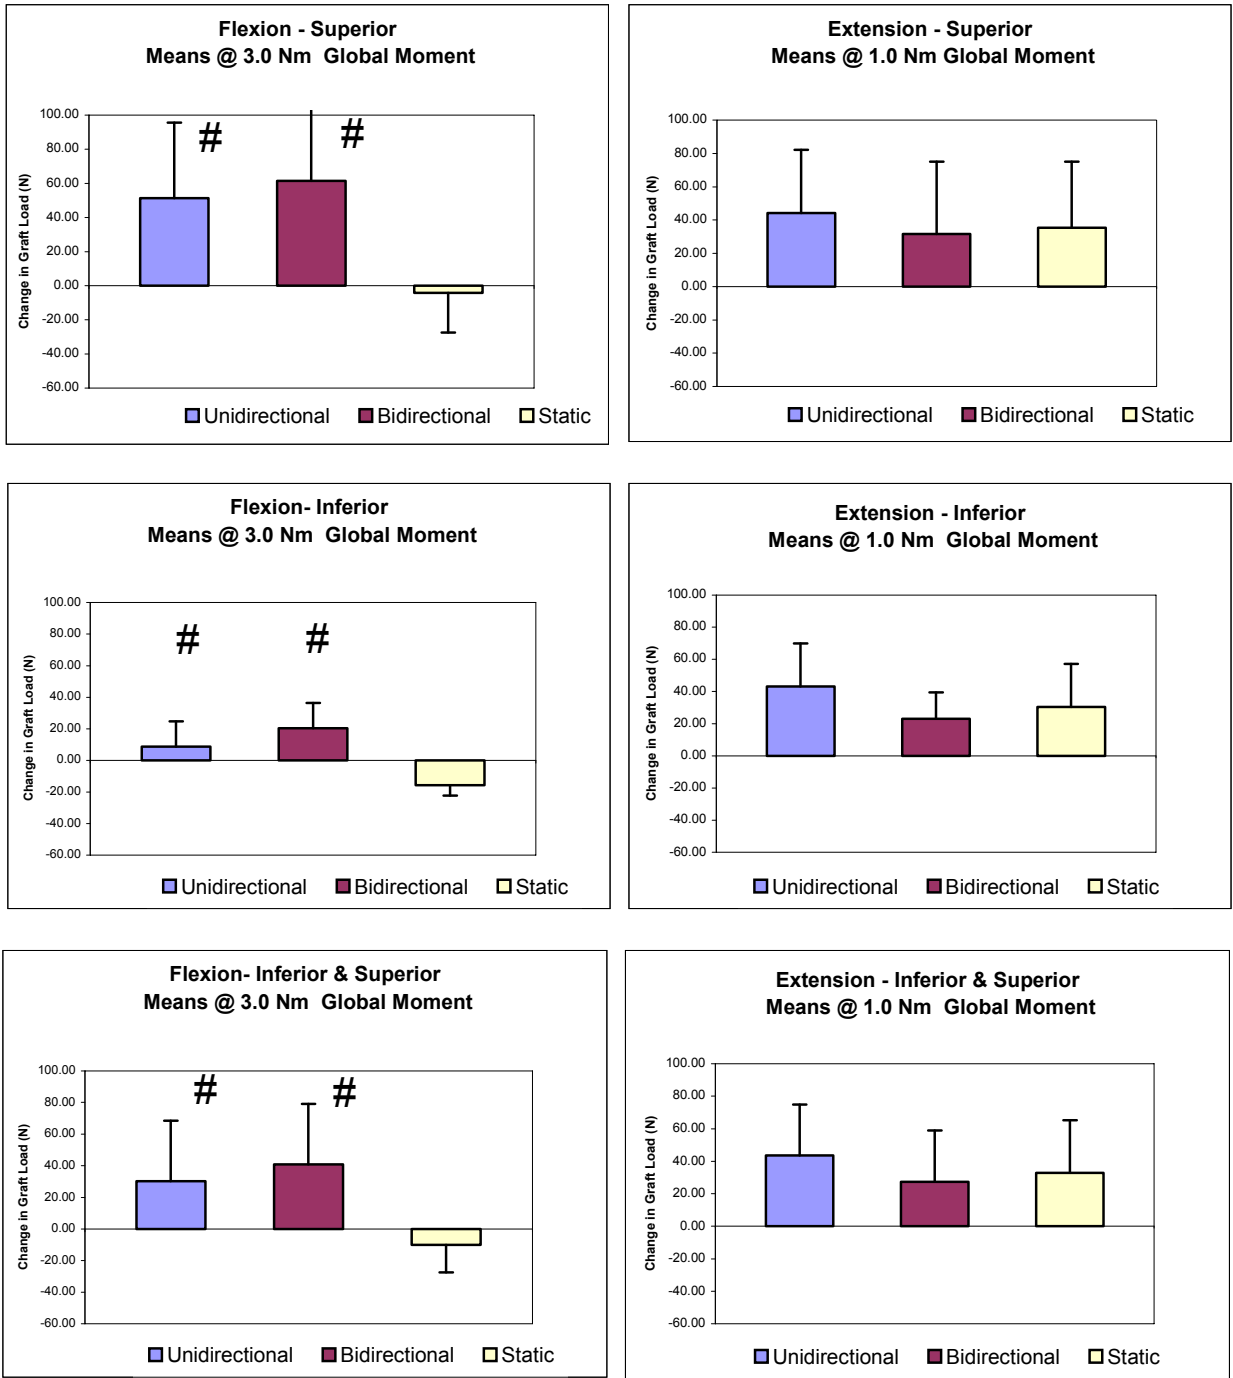 Flexion - Superior
Means @ 3.0 Nm Global Moment
Change in Graft Load (N)
100.00
80.00
60.00
40.00
20.00
0.00
-20.00
-40.00
-60.00
# #
Unidirectional Bidirectional Static
Extension - Superior
Means @ 1.0 Nm Global Moment
Change in Graft Load (N)
100.00
80.00
60.00
40.00
20.00
0.00
-20.00
-40.00
-60.00
Unidirectional Bidirectional Static
Flexion- Inferior
Means @ 3.0 Nm Global Moment
Change in Graft Load (N)
100.00
80.00
60.00
40.00
20.00
0.00
-20.00
-40.00
-60.00
# #
Unidirectional Bidirectional Static
Extension - Inferior
Means @ 1.0 Nm Global Moment
Change in Graft Load (N)
100.00
80.00
60.00
40.00
20.00
0.00
-20.00
-40.00
-60.00
Unidirectional Bidirectional Static
Flexion- Inferior & Superior
Means @ 3.0 Nm Global Moment
Change in Graft Load (N)
100.00
80.00
60.00
40.00
20.00
0.00
-20.00
-40.00
-60.00
# #
Unidirectional Bidirectional Static
Extension - Inferior & Superior
Means @ 1.0 Nm Global Moment
Change in Graft Load (N)
100.00
80.00
60.00
40.00
20.00
0.00
-20.00
-40.00
-60.00
Unidirectional Bidirectional Static